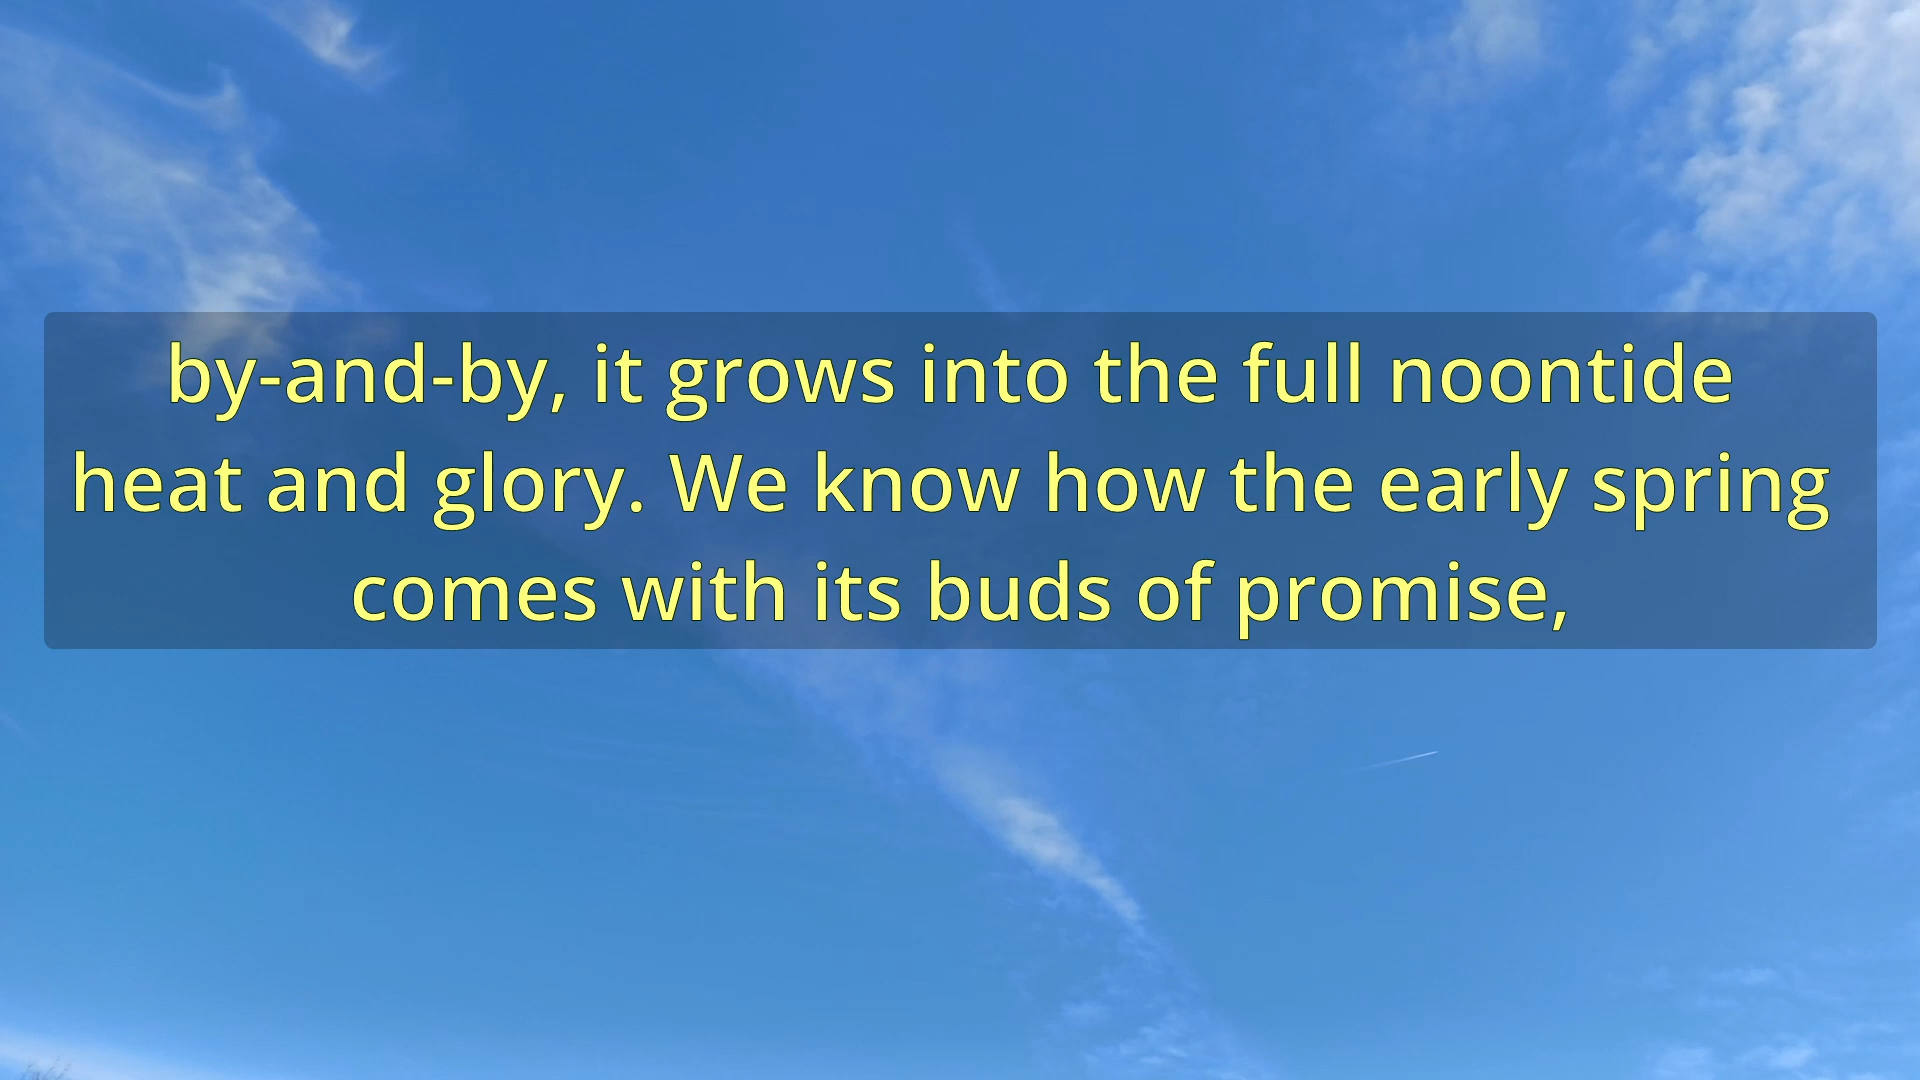 by-and-by, it grows into the full noontide
heat and glory. We know how the early spring
comes with its buds of promise,